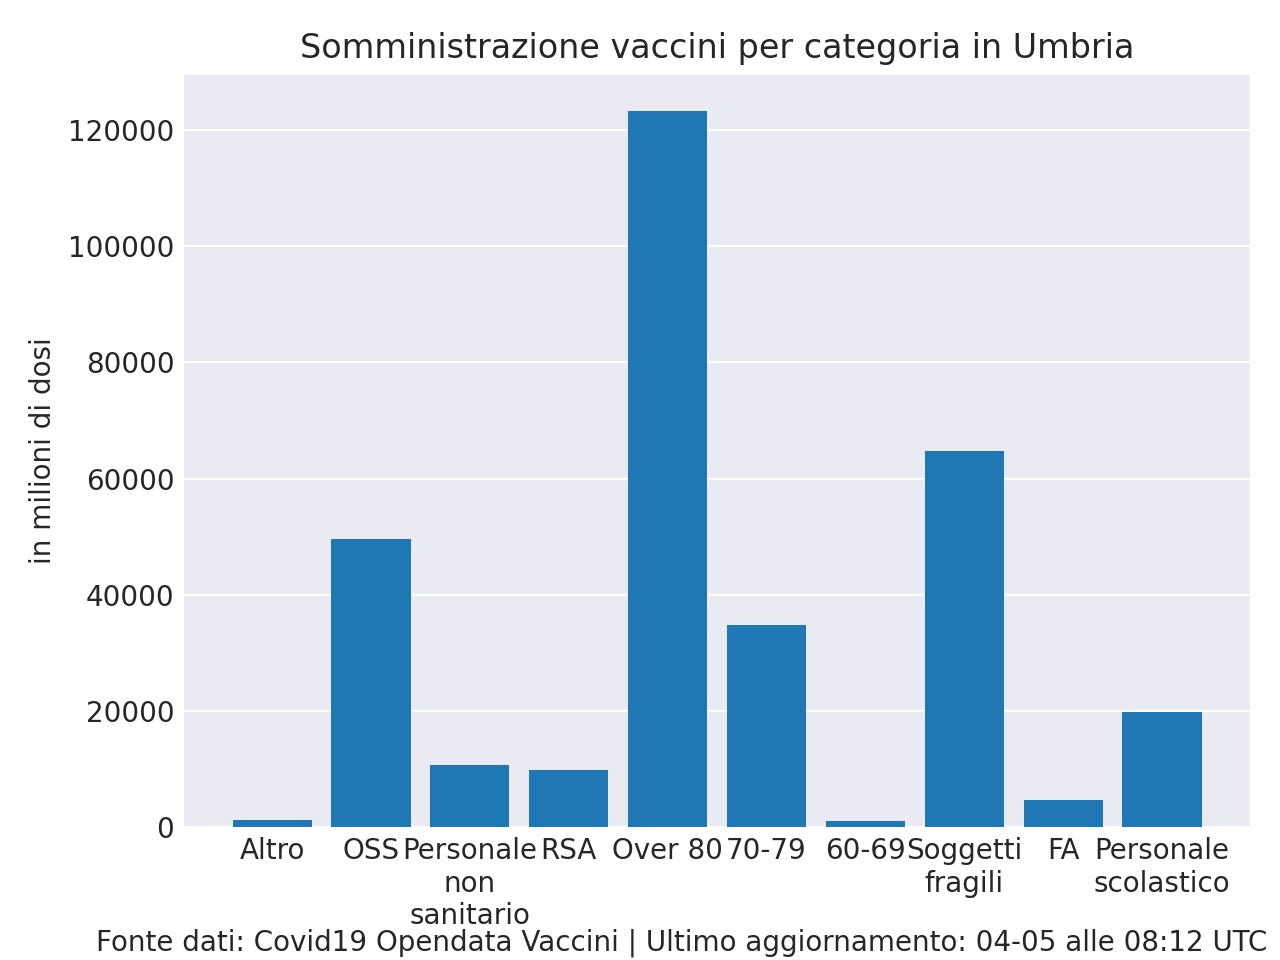 Somministrazione vaccini per categoria in Umbria
in milioni di dosi
120000
100000
80000
60000
40000
20000
0
Altro
OSS
Personale
non
sanitario
RSA
Over 80
70-79
60-69
Soggetti
fragili
FA
Personale
scolastico
Fonte dati: Covid19 Opendata Vaccini | Ultimo aggiornamento: 04-05 alle 08:12 UTC